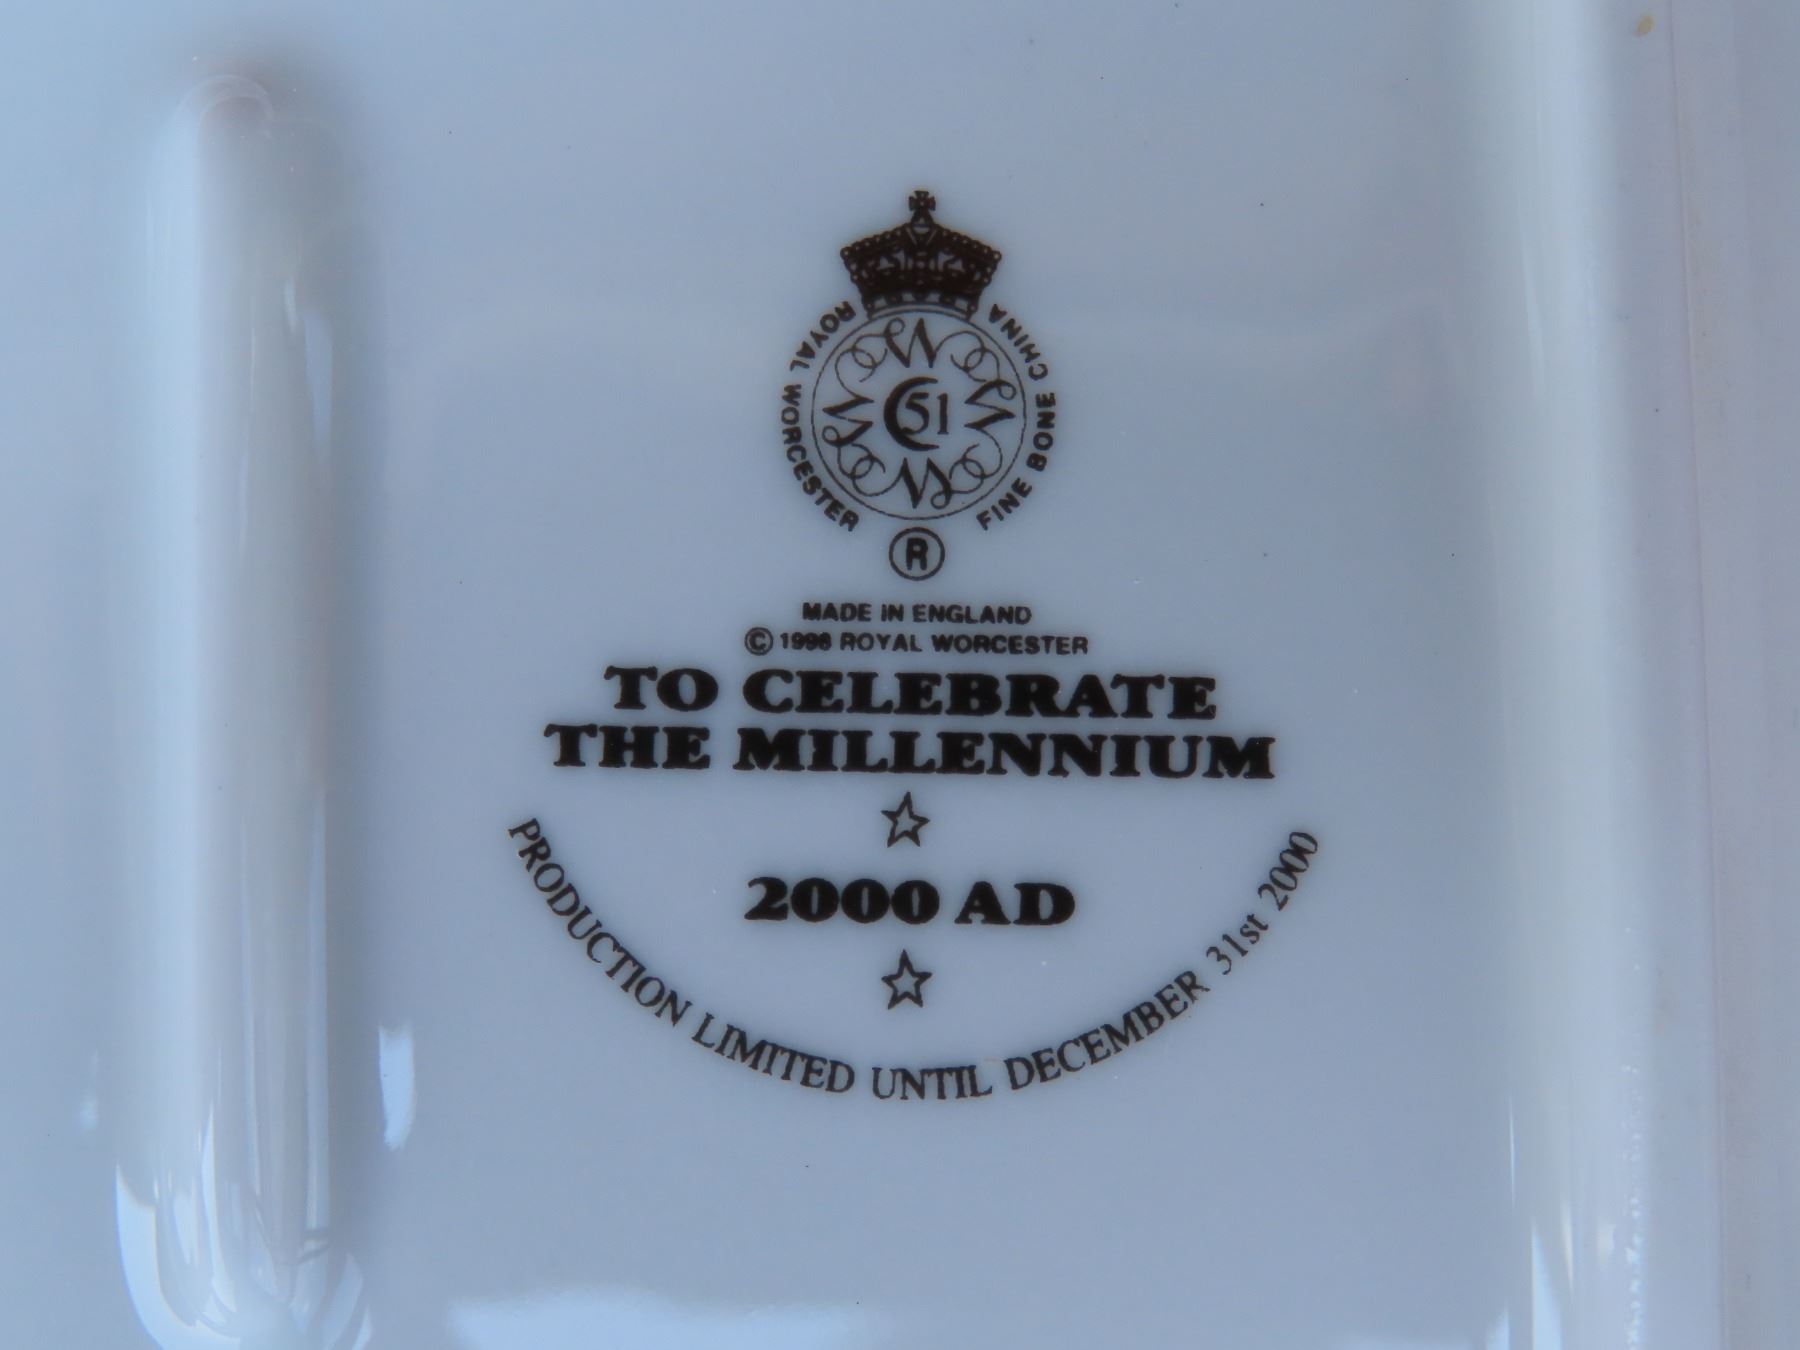 ROYAL WORCESTER
FINE BONE CHINA
W W W W
C 51
R
MADE IN ENGLAND
© 1998 ROYAL WORCESTER
TO CELEBRATE
THE MILLENNIUM
2000 AD
PRODUCTION LIMITED UNTIL DECEMBER 31st 2000